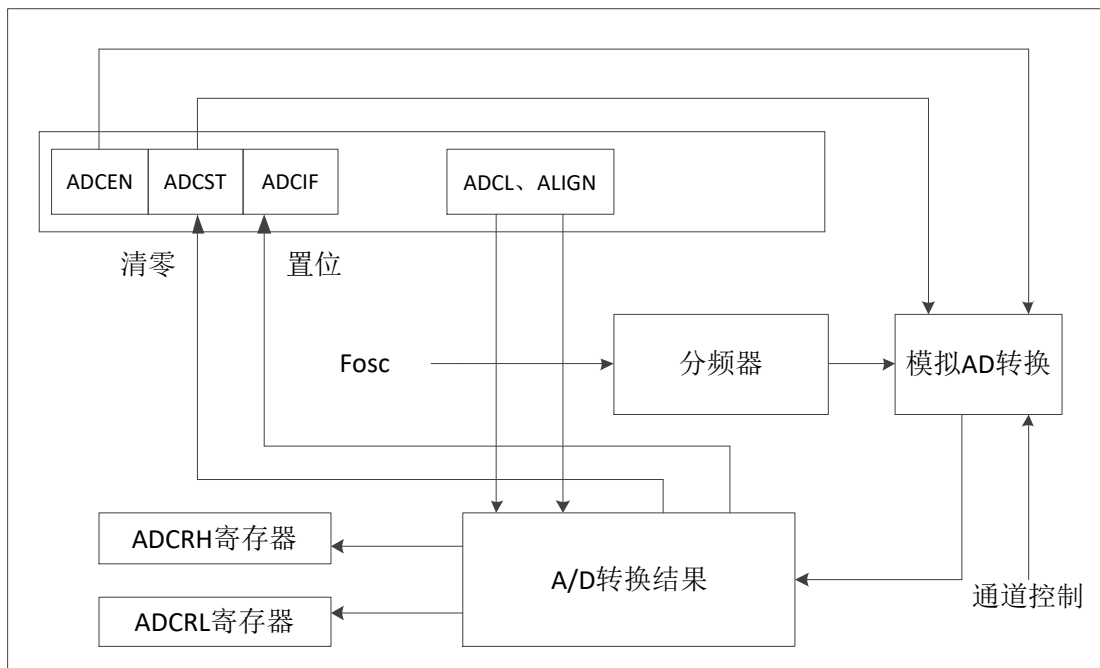 ADCEN
ADCST
ADCIF
ADCL、ALIGN
清零
置位
Fosc
分频器
模拟AD转换
ADCRH寄存器
A/D转换结果
通道控制
ADCRL寄存器